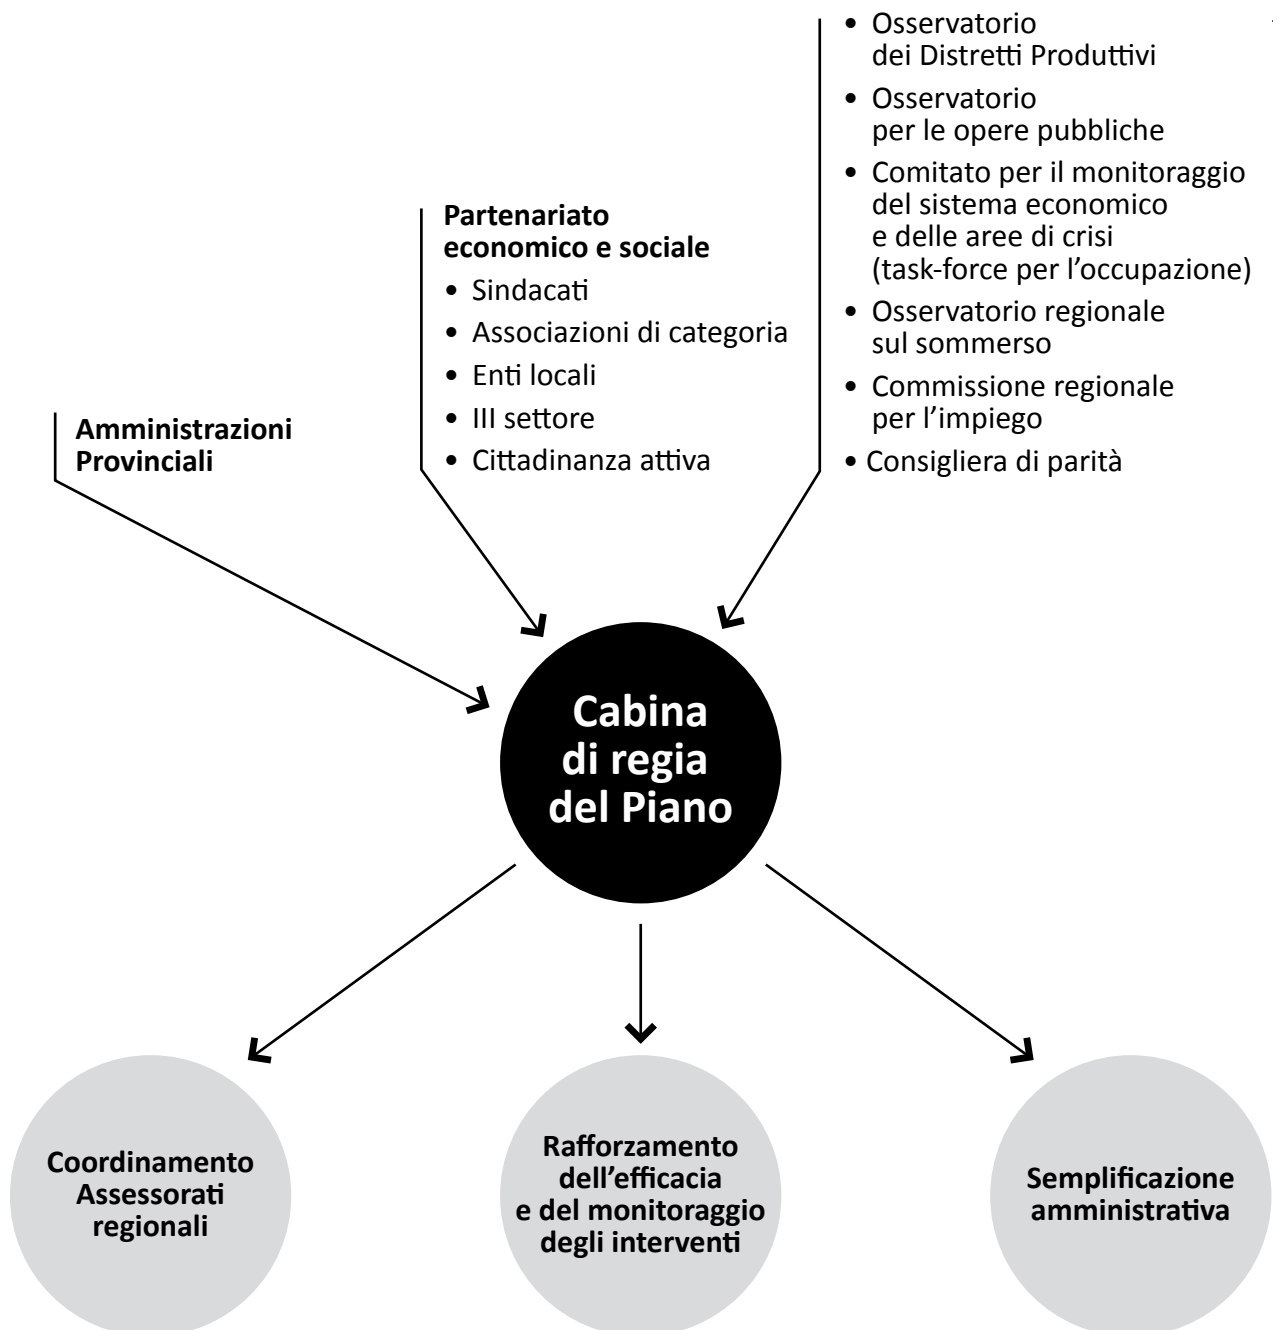 • Osservatorio
dei Distretti Produttivi
• Osservatorio
per le opere pubbliche
• Comitato per il monitoraggio
del sistema economico
e delle aree di crisi
(task-force per l’occupazione)
• Osservatorio regionale
sul sommerso
• Commissione regionale
per l’impiego
• Consigliera di parità
Partenariato
economico e sociale
• Sindacati
• Associazioni di categoria
• Enti locali
• III settore
• Cittadinanza attiva
Amministrazioni
Provinciali
Cabina
di regia
del Piano
Coordinamento
Assessorati
regionali
Rafforzamento
dell’efficacia
e del monitoraggio
degli interventi
Semplificazione
amministrativa